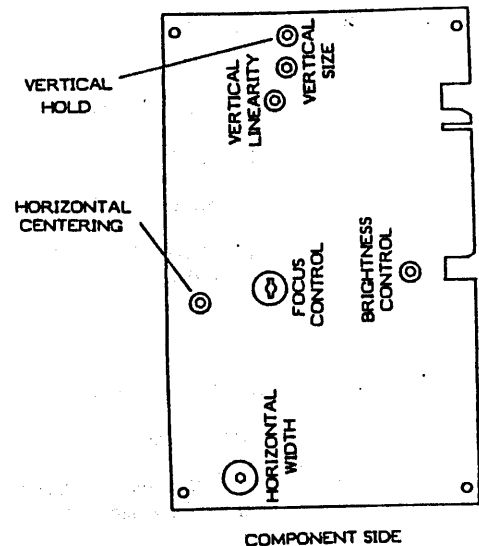 VERTICAL
HOLD
VERTICAL
LINEARITY
VERTICAL
SIZE
HORIZONTAL
CENTERING
FOCUS
CONTROL
BRIGHTNESS
CONTROL
HORIZONTAL
WIDTH
COMPONENT SIDE